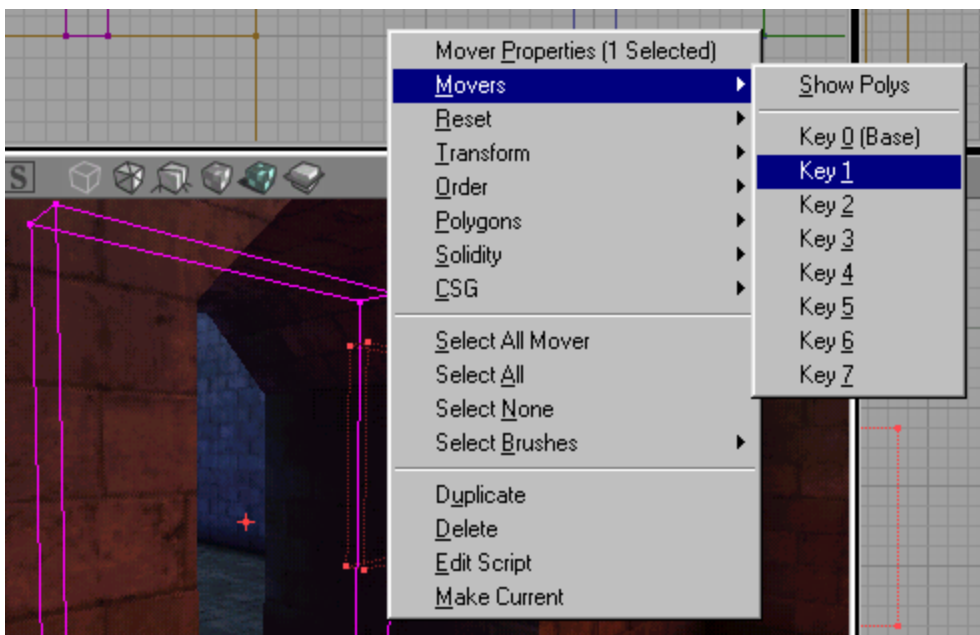 Mover Properties (1 Selected)
Movers
Reset
Transform
Order
Polygons
Solidity
CSG
Select All Mover
Select All
Select None
Select Brushes
Duplicate
Delete
Edit Script
Make Current
Show Polys
Key 0 (Base)
Key 1
Key 2
Key 3
Key 4
Key 5
Key 6
Key 7
S